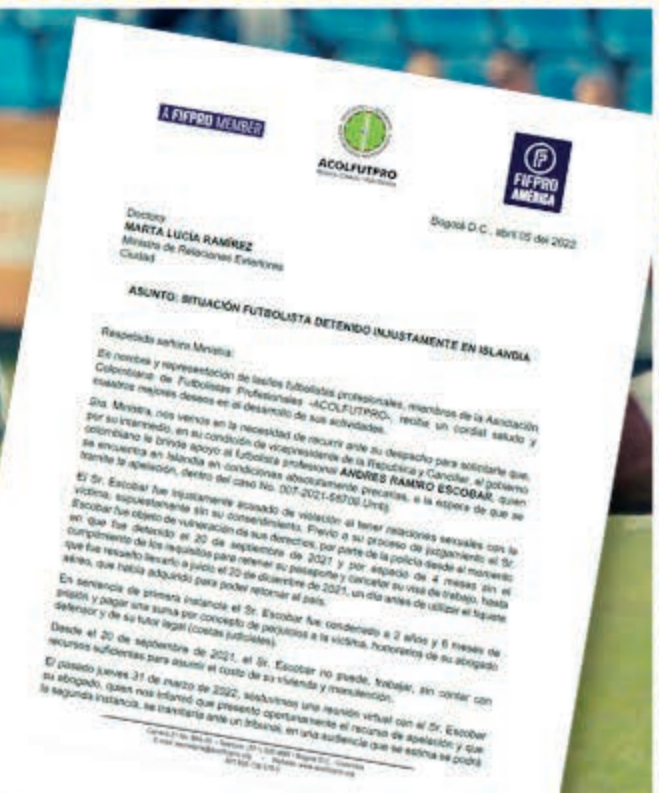 A FIFPRO MEMBER
ACOLFUTPRO
FIFPRO
AMÉRICA
Bogotá D.C., abril 05 del 2022
Doctora
MARTA LUCÍA RAMÍREZ
Ministra de Relaciones Exteriores
Ciudad
ASUNTO: SITUACIÓN FUTBOLISTA DETENIDO INJUSTAMENTE EN ISLANDIA
Respetada señora Ministra:
En nombre y representación de las/los futbolistas profesionales, miembros de la Asociación
Colombiana de Futbolistas Profesionales -ACOLFUTPRO-, reciba un cordial saludo y
nuestros mejores deseos en el desarrollo de sus actividades.
Sra. Ministra, nos vemos en la necesidad de recurrir ante su despacho para solicitarle que,
por su intermedio, en su condición de vicepresidente de la República y Canciller, el gobierno
colombiano le brinde apoyo al futbolista profesional ANDRES RAMIRO ESCOBAR, quien
se encuentra en Islandia en condiciones absolutamente precarias, a la espera de que se
tramite la apelación, dentro del caso No.
El Sr. Escobar fue injustamente acusado de violación al tener relaciones sexuales con la
víctima, supuestamente sin su consentimiento. Previo a su proceso de juzgamiento el Sr.
Escobar fue objeto de vulneración de sus derechos, por parte de la policía desde el momento
en que fue detenido el 20 de septiembre de 2021 y por espacio de 4 meses sin el
cumplimiento de los requisitos para retener su pasaporte y cancelar su visa de trabajo, hasta
que fue resuelto llevarlo a juicio el 20 de diciembre de 2021, un día antes de utilizar el tiquete
aéreo, que había adquirido para poder retornar al país.
En sentencia de primera instancia el Sr. Escobar fue condenado a 2 años y 6 meses de
prisión y pagar una suma por concepto de perjuicios a la víctima, honorarios de su abogado
defensor y de su tutor legal (costas judiciales).
Desde el 20 de septiembre de 2021, el Sr. Escobar no puede, trabajar, sin contar con
recursos suficientes para asumir el costo de su vivienda y manutención.
El pasado jueves 31 de marzo de 2022, sostuvimos una reunión virtual con el Sr. Escobar
su abogado, quien nos informó que presento oportunamente el recurso de apelación y que
la segunda instancia, se tramitaría ante un tribunal, en una audiencia que se estima se podrá